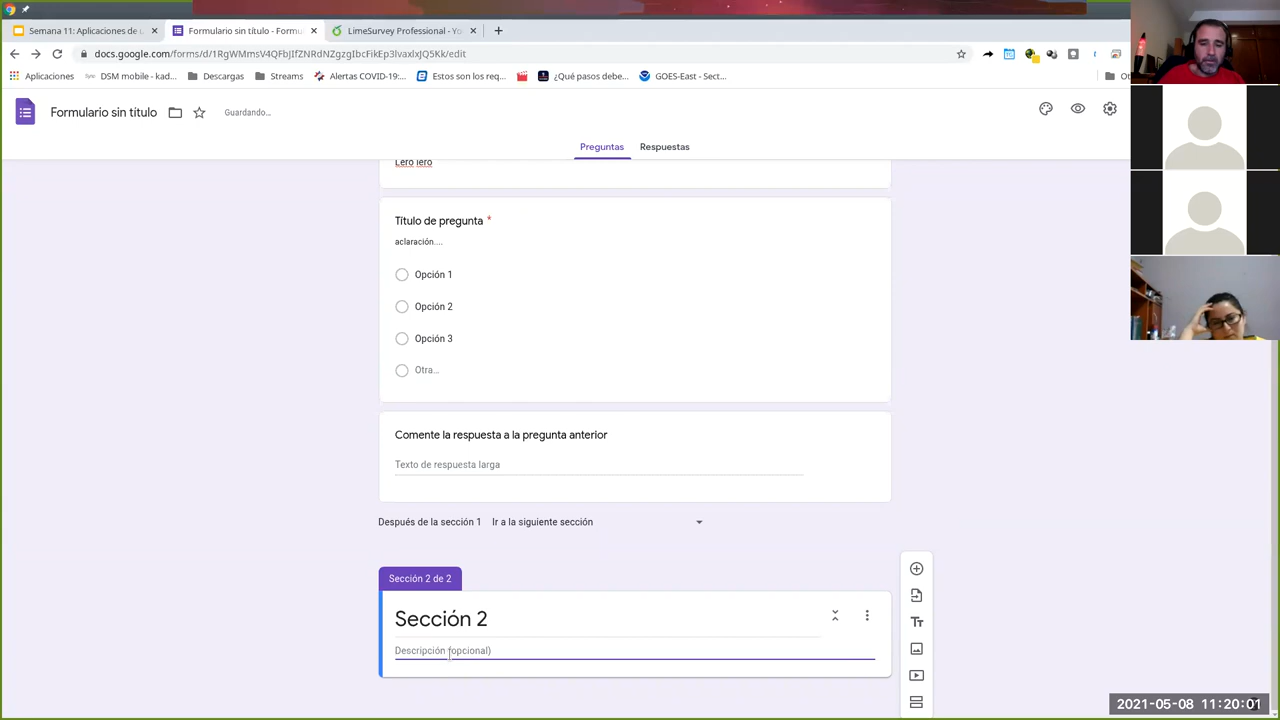 Semana 11: Aplicaciones de u
Formulario sin título - Formu
LimeSurvey Professional - Yo
docs.google.com/forms/d/1RgWMmsV4QFbJIfZNRdNZgzgIbcFikEp3lvaxlxJQ5Kk/edit
Aplicaciones
DSM mobile - kad...
Descargas
Streams
Alertas COVID-19:...
Estos son los req...
¿Qué pasos debe...
GOES-East - Sect...
Ot
Formulario sin título
Guardando...
Preguntas
Respuestas
Lero lero
Título de pregunta *
aclaración....
Opción 1
Opción 2
Opción 3
Otra...
Comente la respuesta a la pregunta anterior
Texto de respuesta larga
Después de la sección 1 Ir a la siguiente sección
Sección 2 de 2
Sección 2
Descripción (opcional)
2021-05-08 11:20:01